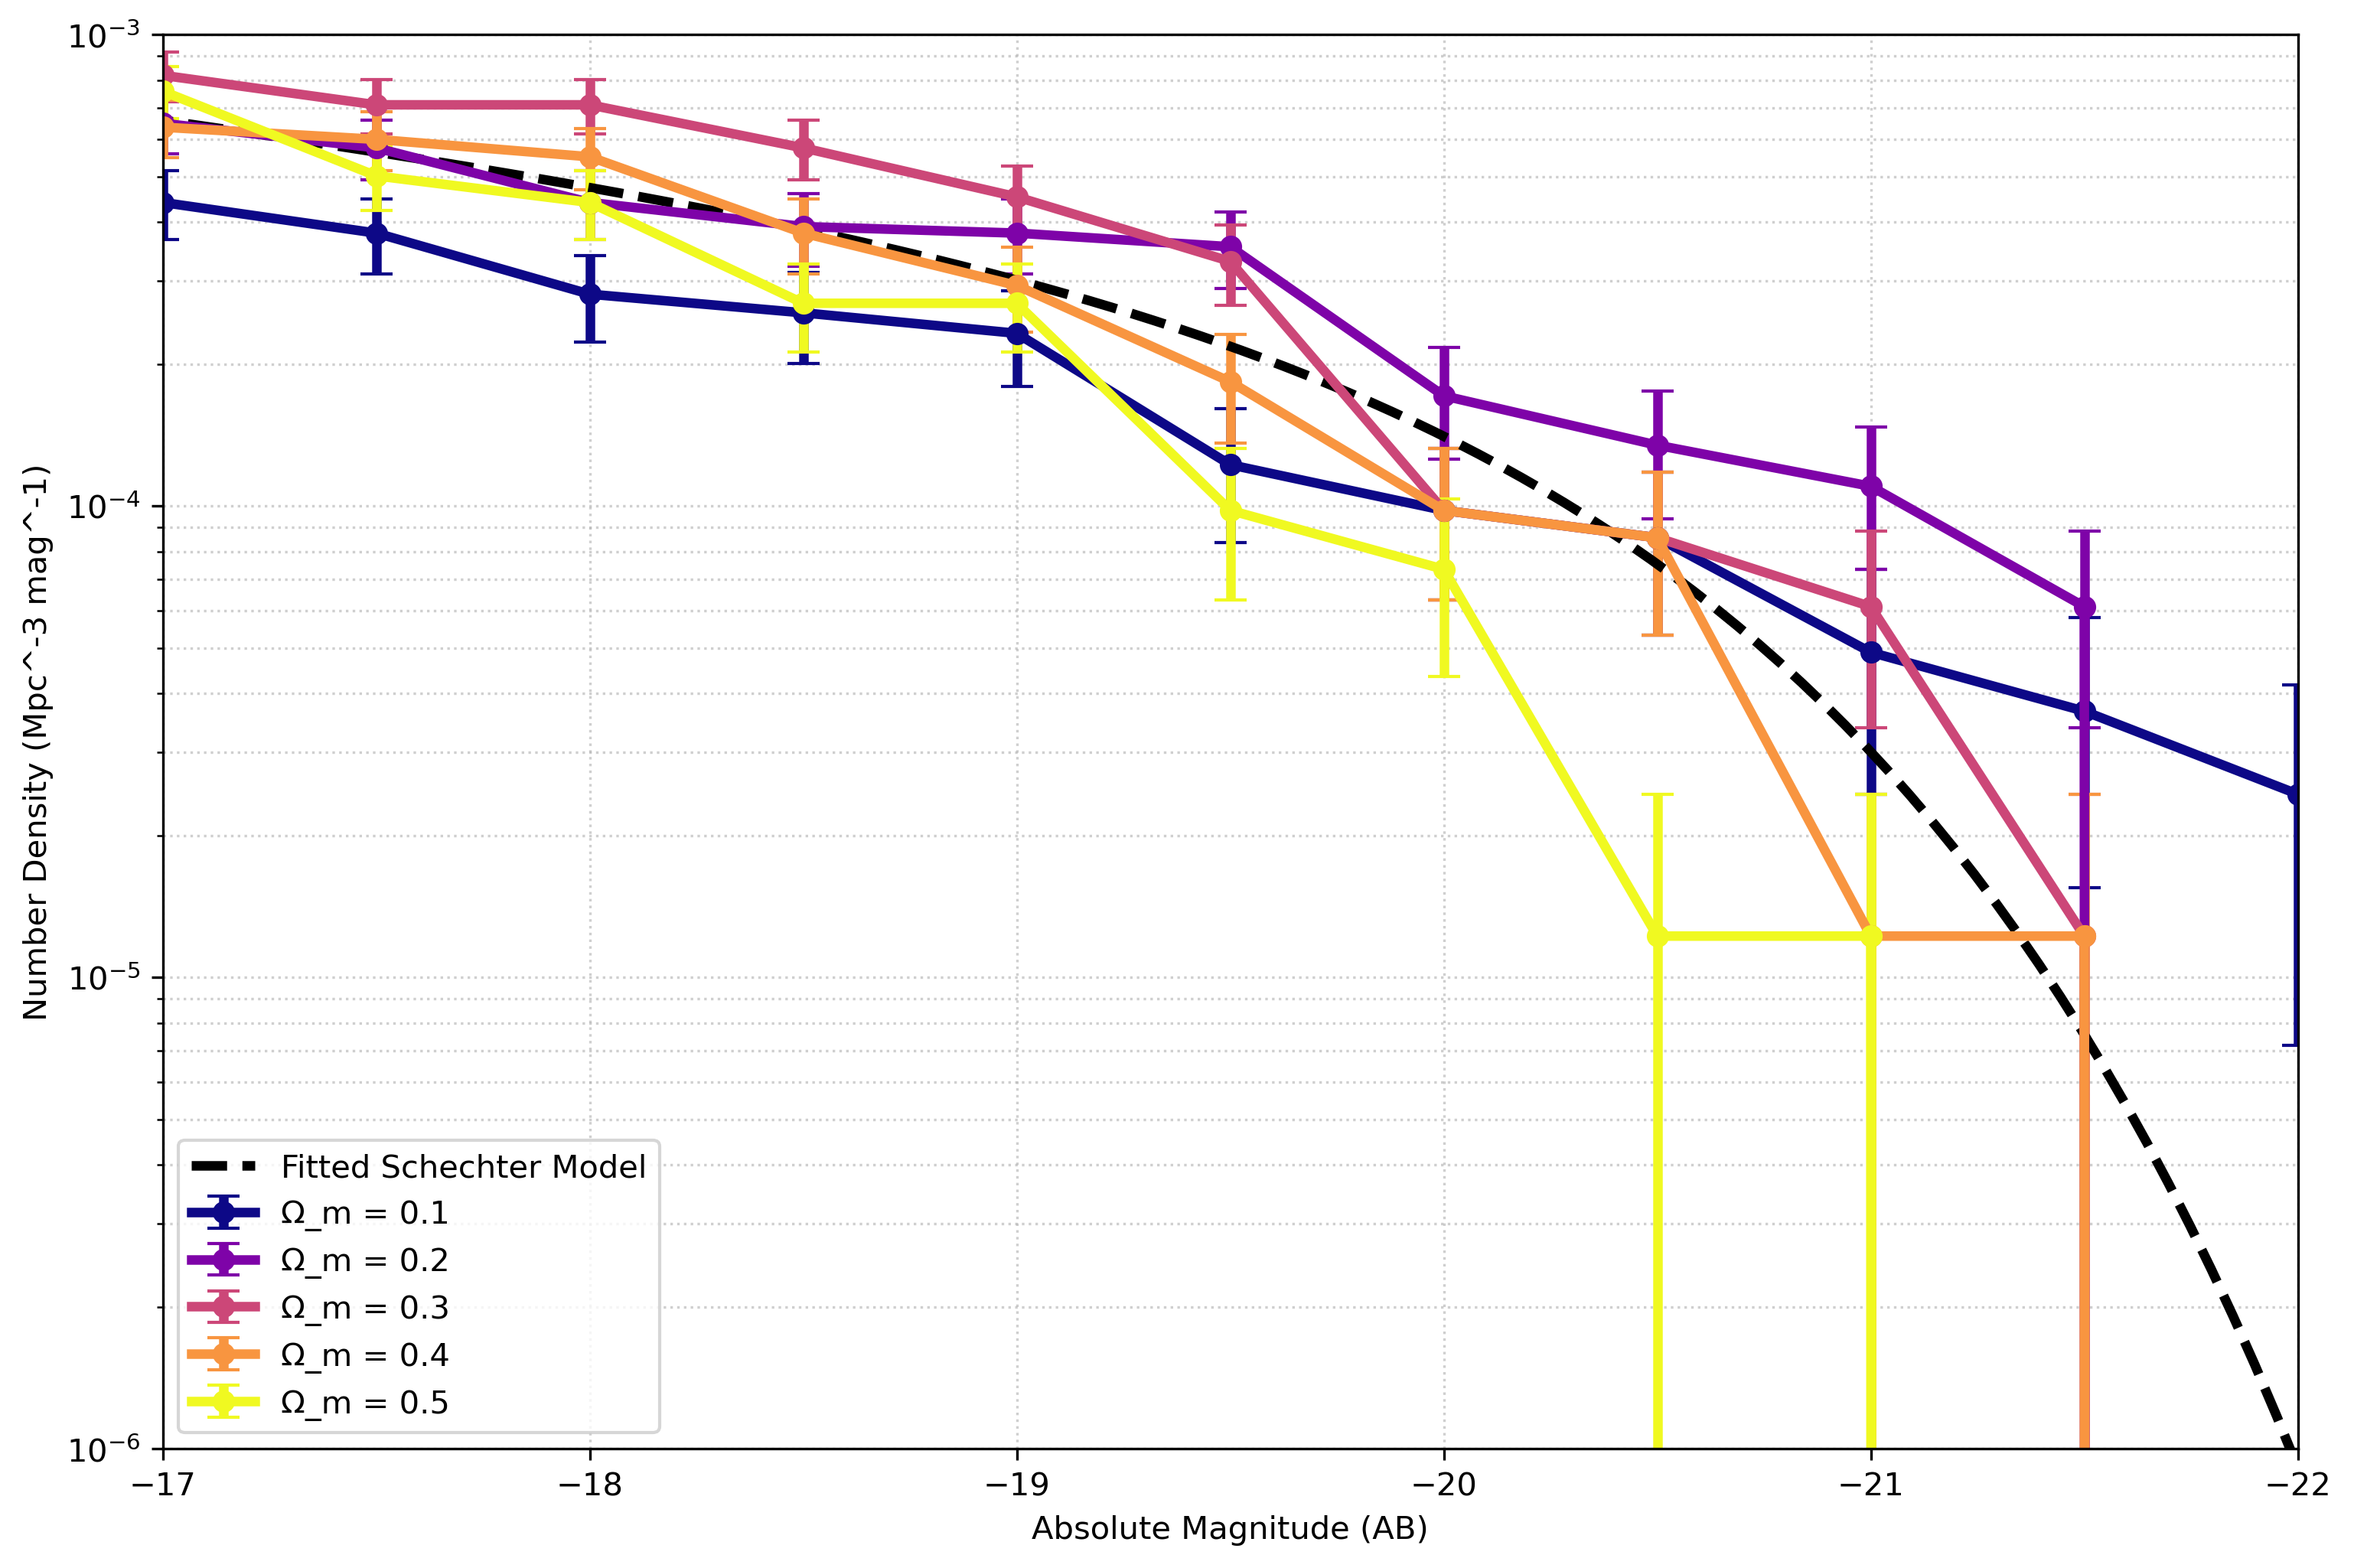 10⁻³
10⁻⁴
10⁻⁵
10⁻⁶
Number Density (Mpc^-3 mag^-1)
Fitted Schechter Model
Ω_m = 0.1
Ω_m = 0.2
Ω_m = 0.3
Ω_m = 0.4
Ω_m = 0.5
−17 −18 −19 −20 −21 −22
Absolute Magnitude (AB)